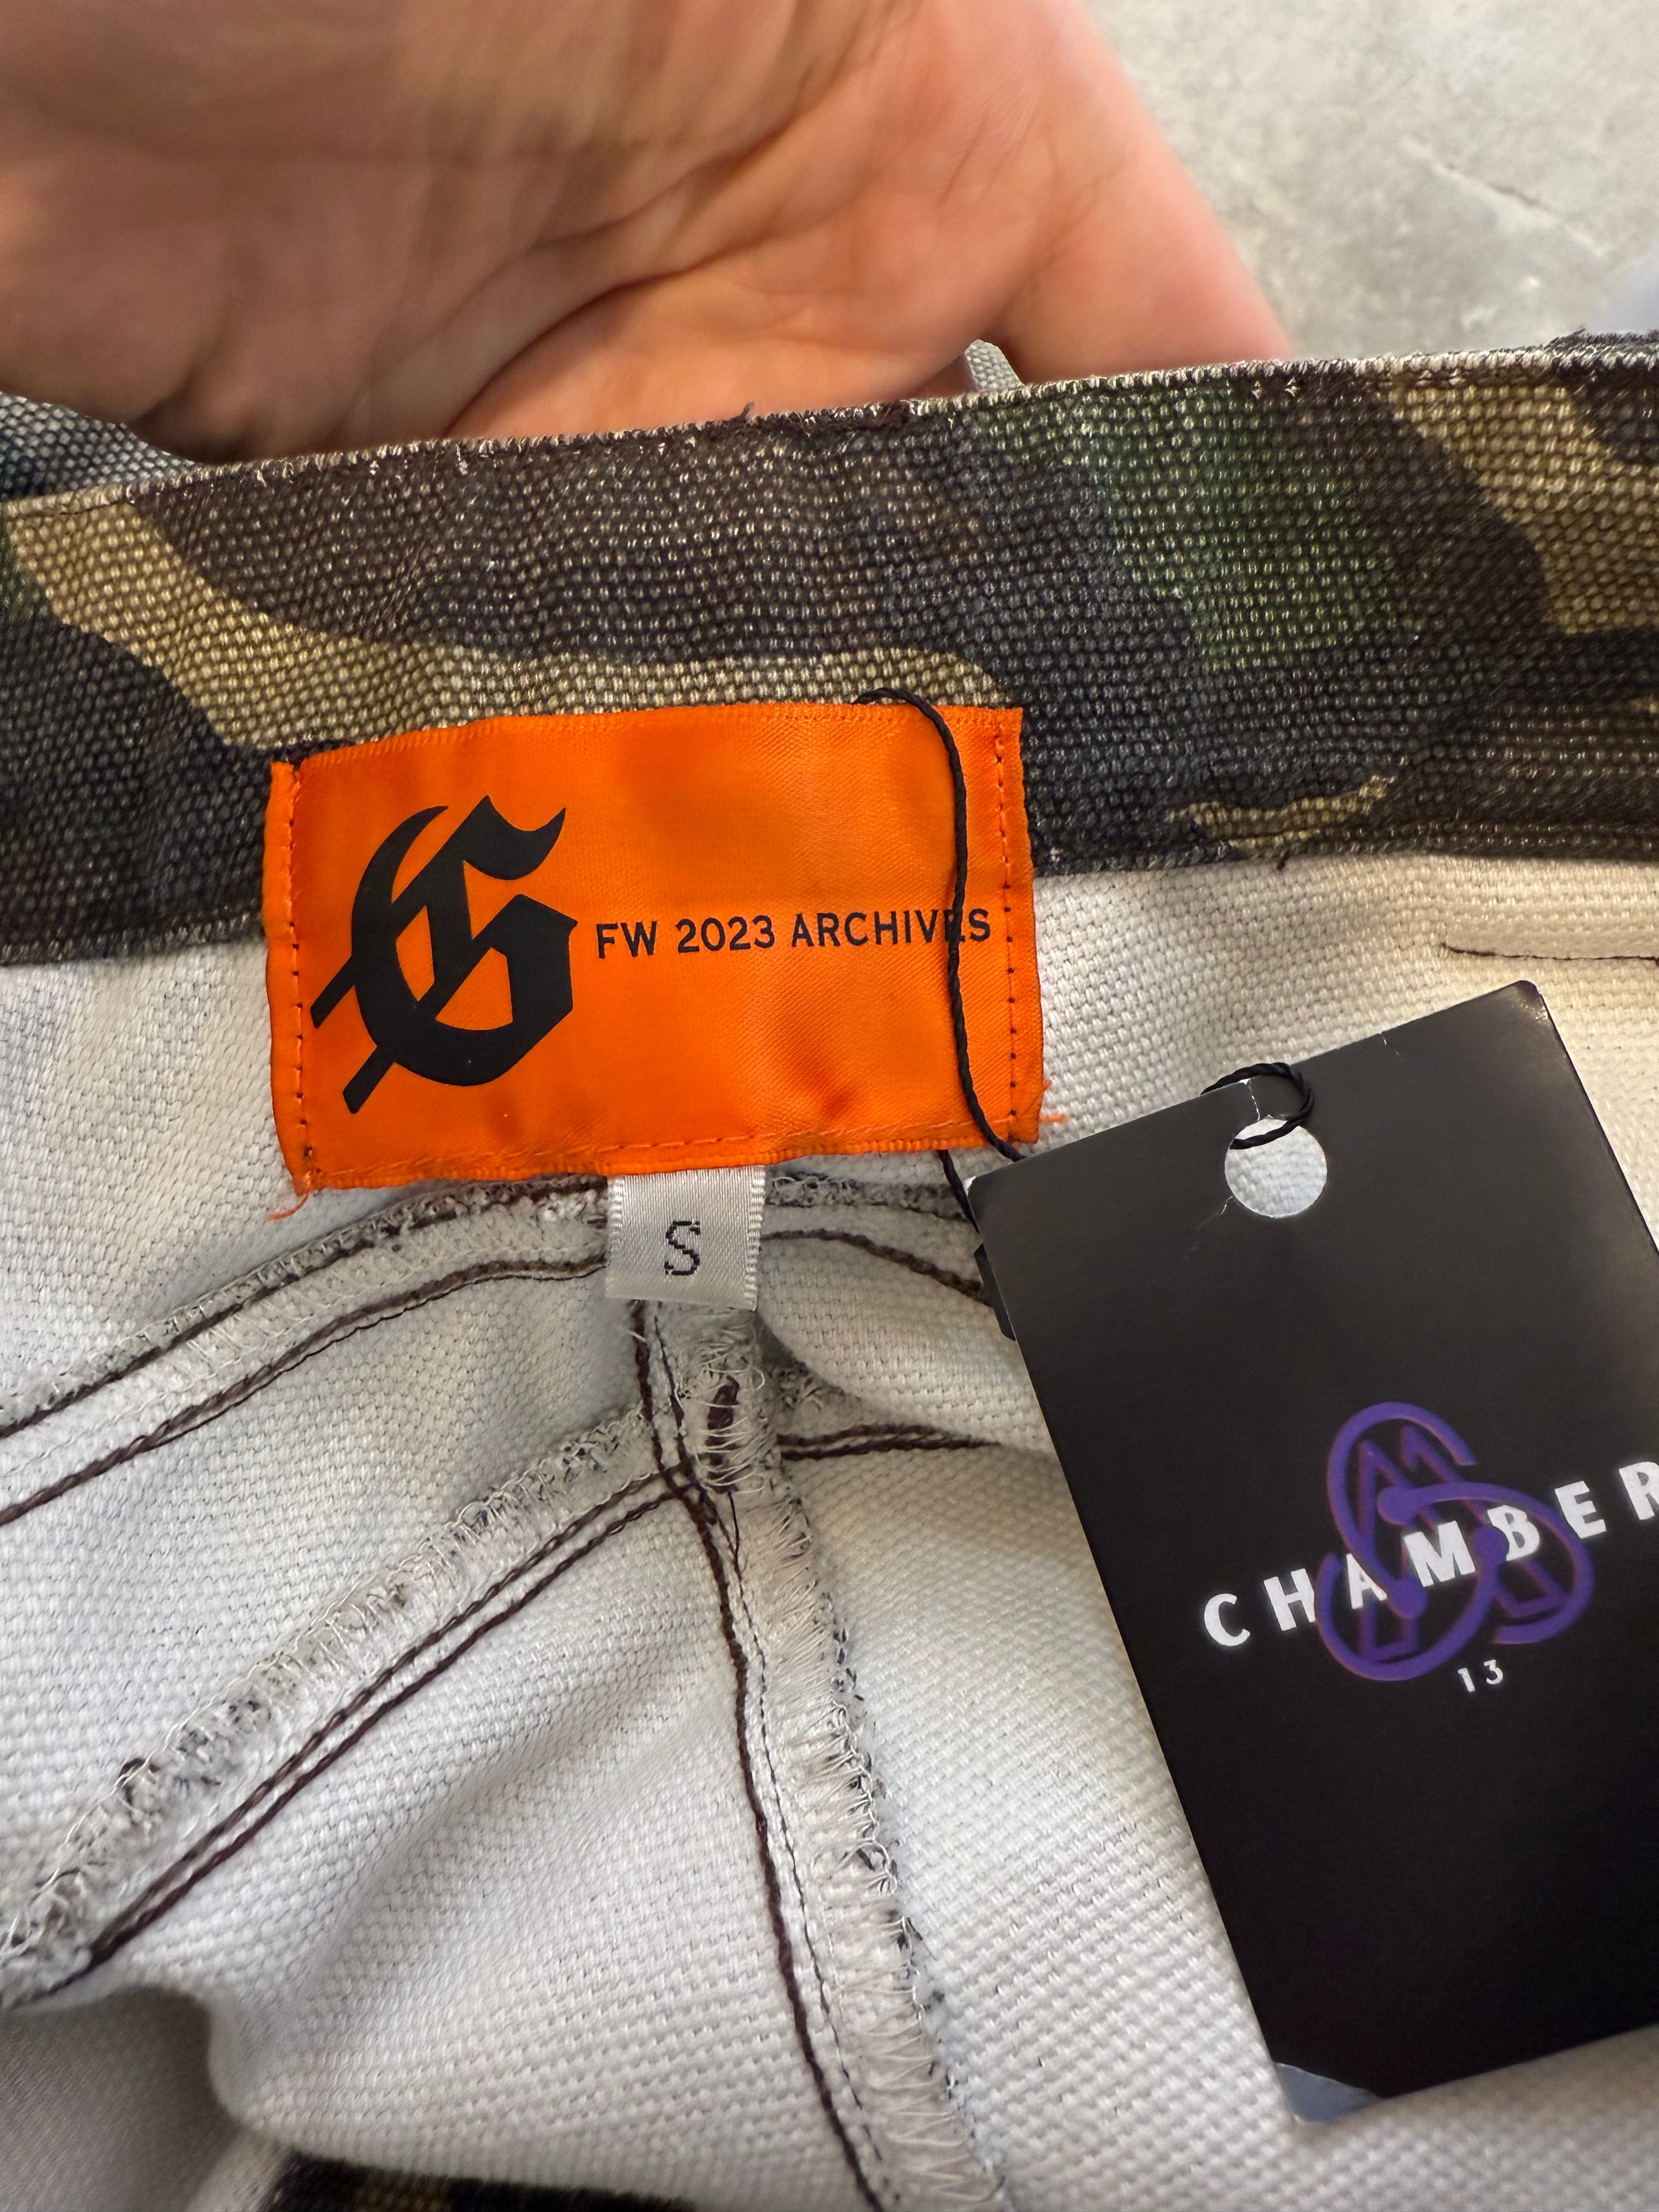 G FW 2023 ARCHIVES
S
CHAMBER
13